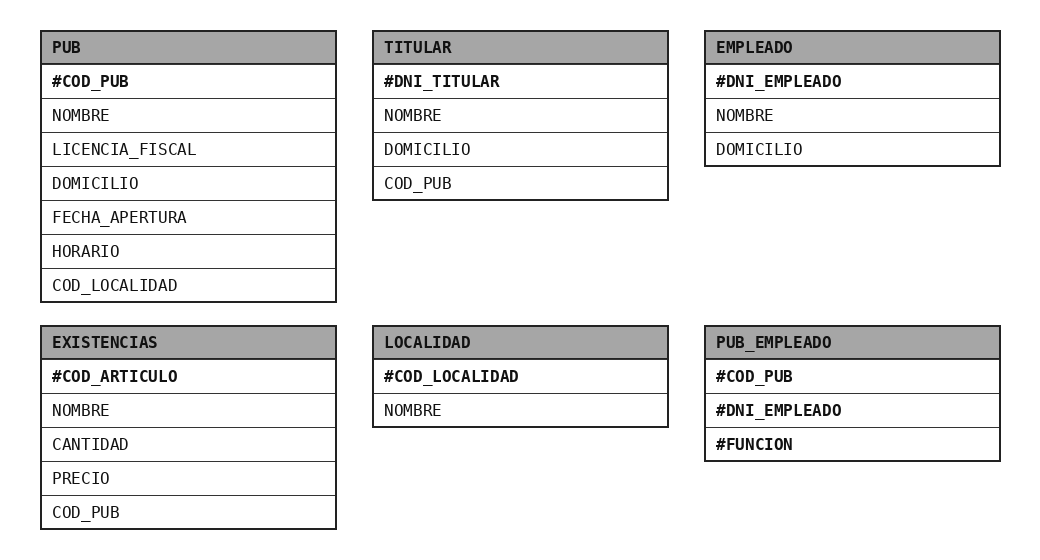 PUB
#COD_PUB
NOMBRE
LICENCIA_FISCAL
DOMICILIO
FECHA_APERTURA
HORARIO
COD_LOCALIDAD
TITULAR
#DNI_TITULAR
NOMBRE
DOMICILIO
COD_PUB
EMPLEADO
#DNI_EMPLEADO
NOMBRE
DOMICILIO
EXISTENCIAS
#COD_ARTICULO
NOMBRE
CANTIDAD
PRECIO
COD_PUB
LOCALIDAD
#COD_LOCALIDAD
NOMBRE
PUB_EMPLEADO
#COD_PUB
#DNI_EMPLEADO
#FUNCION